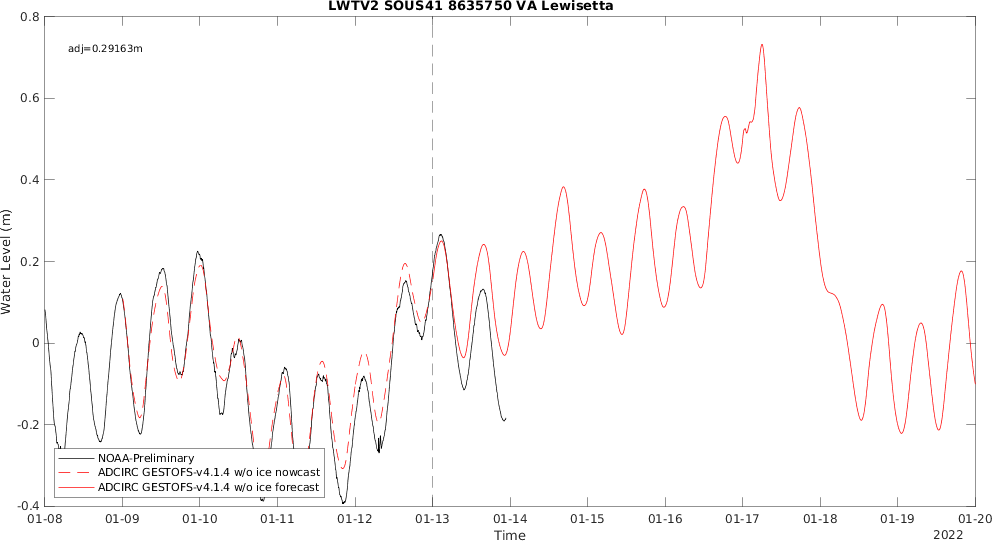 LWTV2 SOUS41 8635750 VA Lewisetta
adj=0.29163m
0.8
0.6
0.4
0.2
0
-0.2
-0.4
Water Level (m)
NOAA-Preliminary
ADCIRC GESTOFS-v4.1.4 w/o ice nowcast
ADCIRC GESTOFS-v4.1.4 w/o ice forecast
01-08 01-09 01-10 01-11 01-12 01-13 01-14 01-15 01-16 01-17 01-18 01-19 01-20
Time
2022